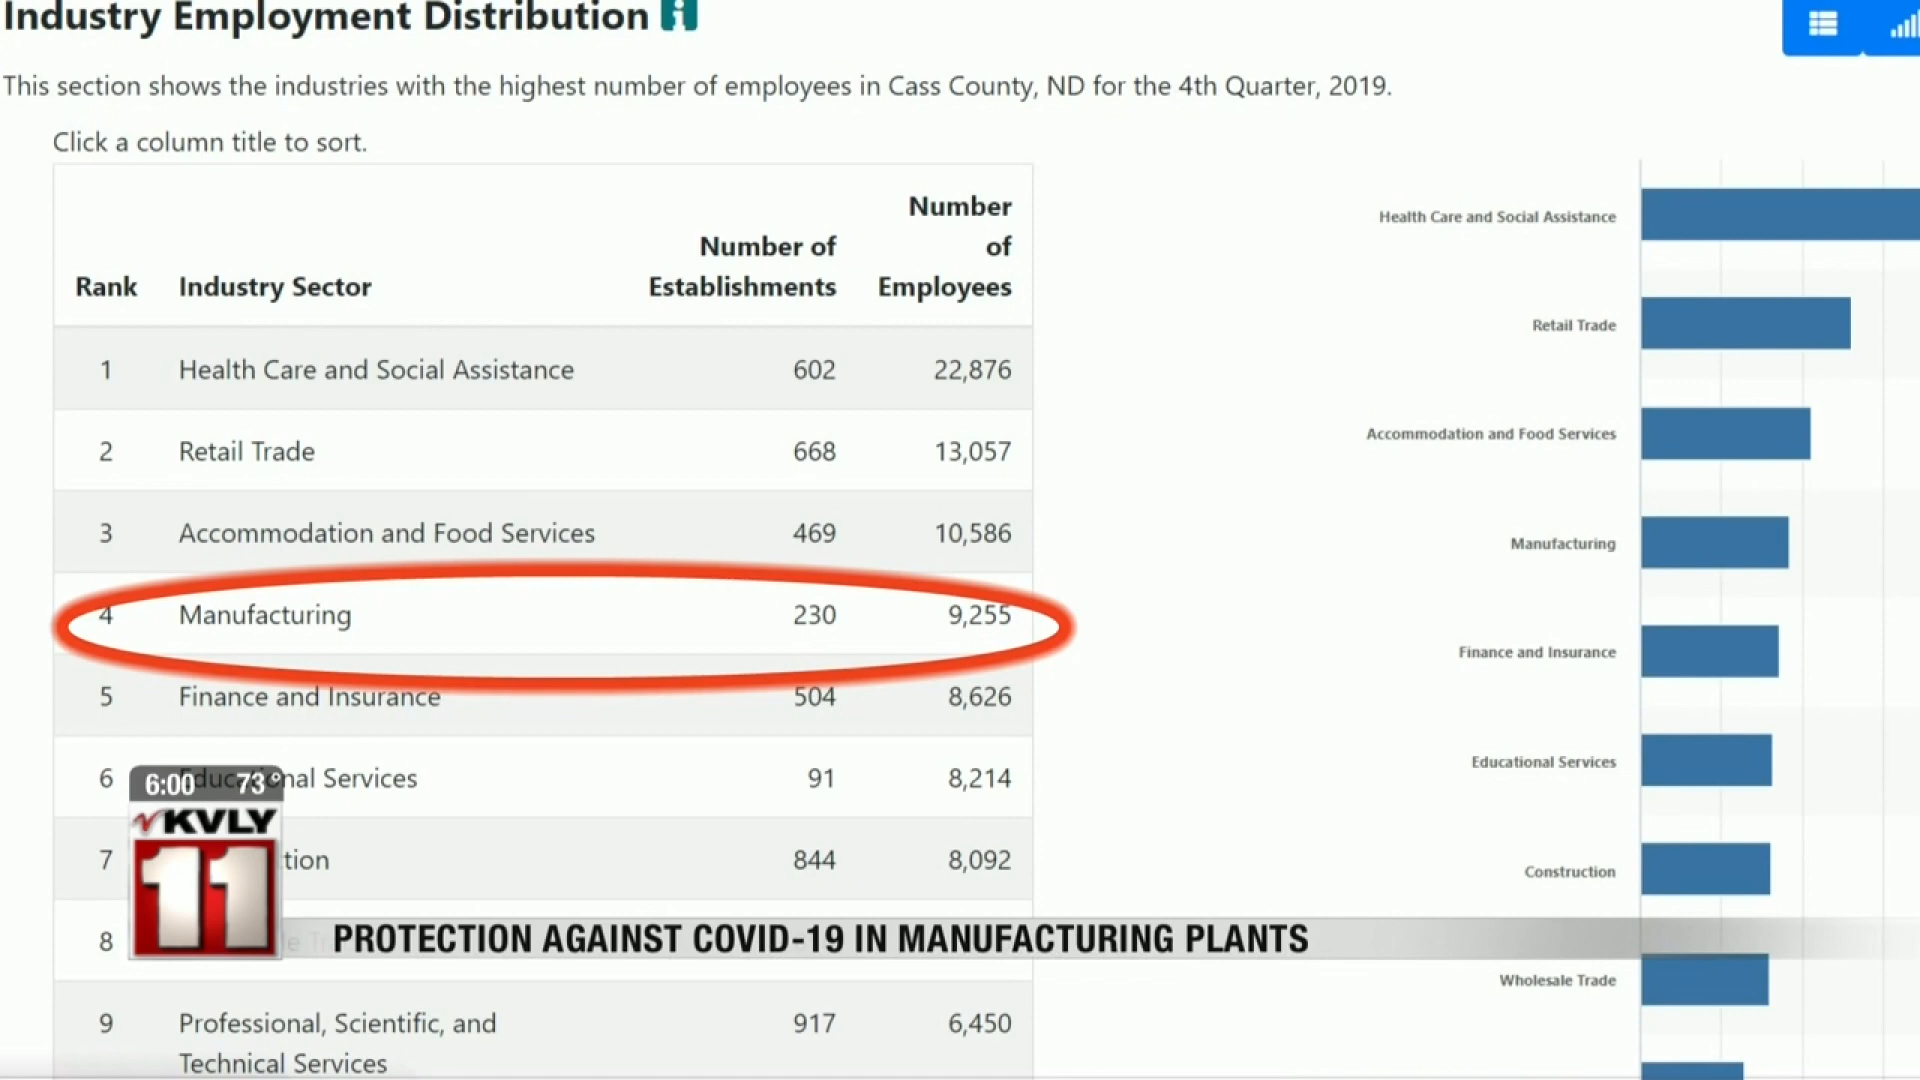 Industry Employment Distribution i
This section shows the industries with the highest number of employees in Cass County, ND for the 4th Quarter, 2019.
Click a column title to sort.
Rank Industry Sector Number of Establishments Number of Employees
1 Health Care and Social Assistance 602 22,876
2 Retail Trade 668 13,057
3 Accommodation and Food Services 469 10,586
4 Manufacturing 230 9,255
5 Finance and Insurance 504 8,626
6 Educational Services 91 8,214
7 tion 844 8,092
8
9 Professional, Scientific, and 917 6,450
Technical Services
Health Care and Social Assistance
Retail Trade
Accommodation and Food Services
Manufacturing
Finance and Insurance
Educational Services
Construction
Wholesale Trade
6:00 73°
KVLY
11
PROTECTION AGAINST COVID-19 IN MANUFACTURING PLANTS